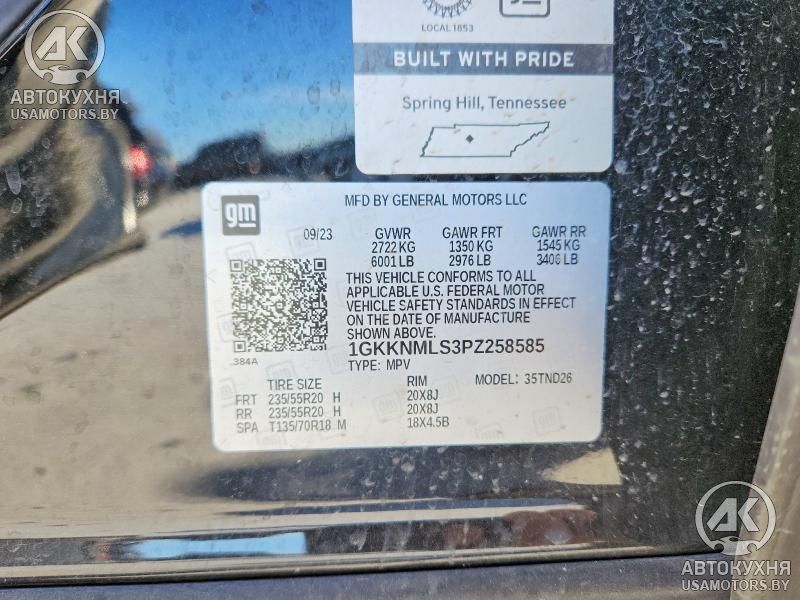 LOCAL 1853
BUILT WITH PRIDE
Spring Hill, Tennessee
gm
MFD BY GENERAL MOTORS LLC
09/23 GVWR GAWR FRT GAWR RR
2722 KG 1350 KG 1545 KG
6001 LB 2976 LB 3406 LB
THIS VEHICLE CONFORMS TO ALL
APPLICABLE U.S. FEDERAL MOTOR
VEHICLE SAFETY STANDARDS IN EFFECT
ON THE DATE OF MANUFACTURE
SHOWN ABOVE.
384A
1GKKNMLS3PZ258585
TYPE: MPV
TIRE SIZE RIM MODEL: 35TND26
FRT 235/55R20 H 20X8J
RR 235/55R20 H 20X8J
SPA T135/70R18 M 18X4.5B
АК
АВТОКУХНЯ
USAMOTORS.BY
АК
АВТОКУХНЯ
USAMOTORS.BY